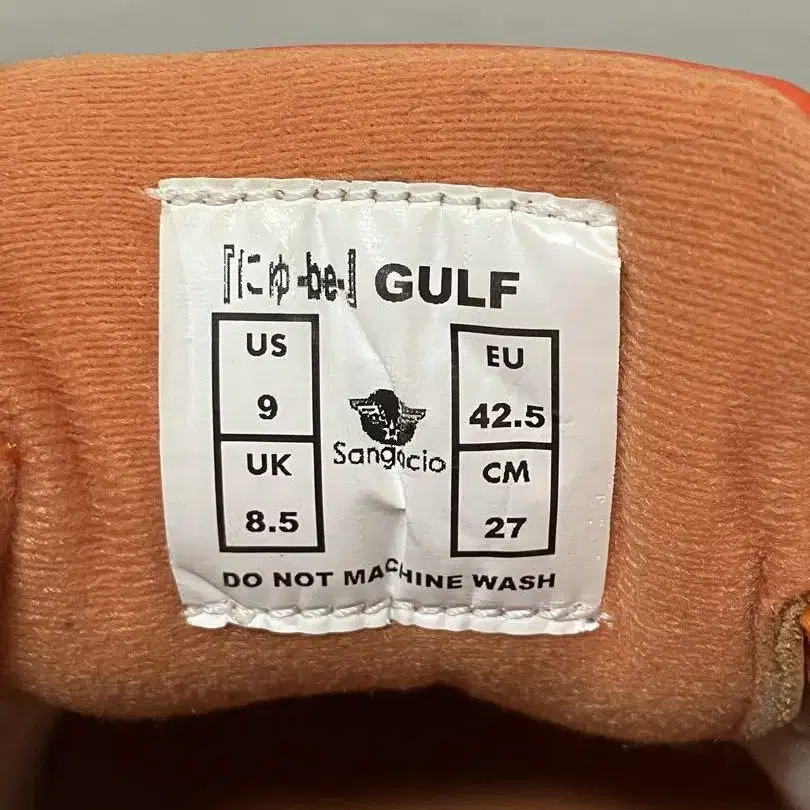 『にゅ-be-』 GULF
US
9
UK
8.5
Sangacio
EU
42.5
CM
27
DO NOT MACHINE WASH